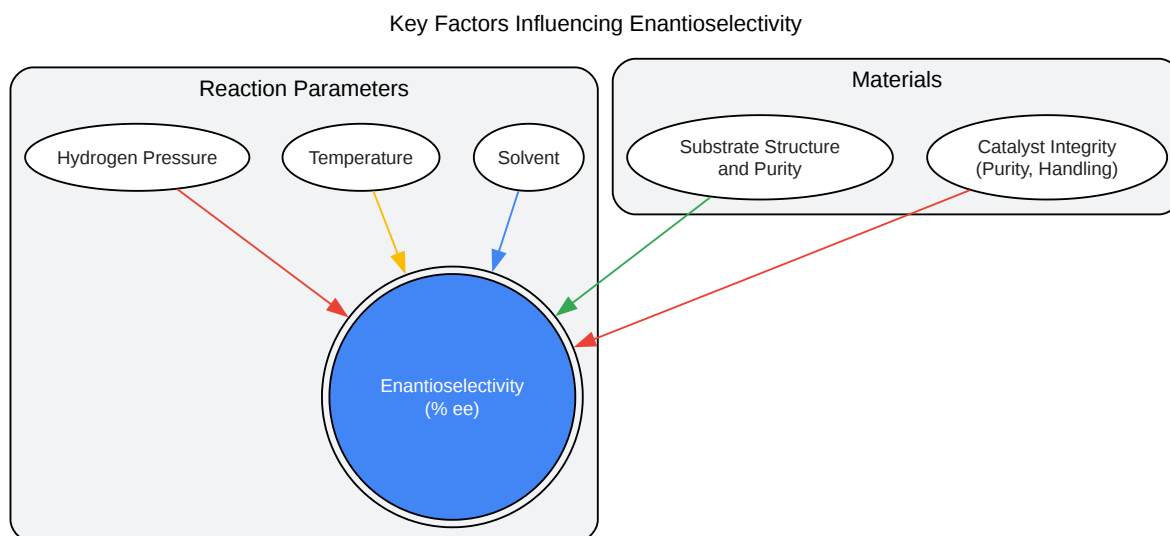 Key Factors Influencing Enantioselectivity
Reaction Parameters
Materials
Hydrogen Pressure
Temperature
Solvent
Substrate Structure
and Purity
Catalyst Integrity
(Purity, Handling)
Enantioselectivity
(% ee)